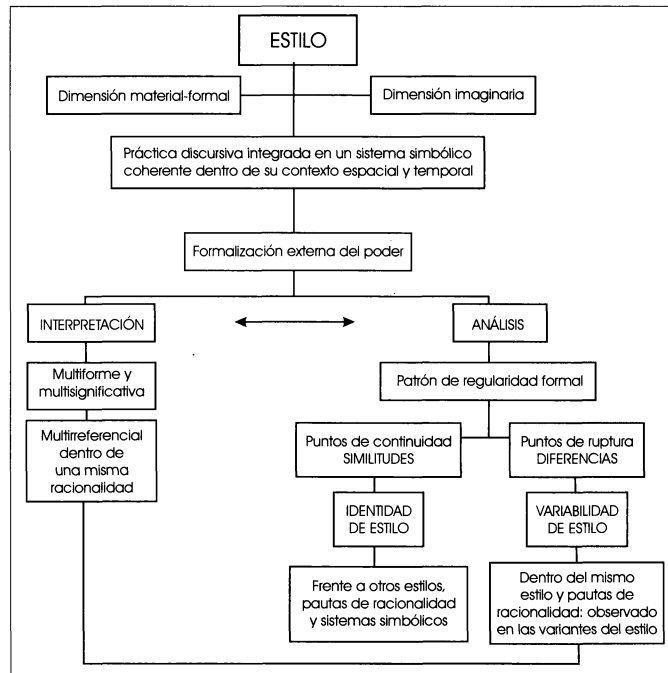 ESTILO
Dimensión material-formal
Dimensión imaginaria
Práctica discursiva integrada en un sistema simbólico
coherente dentro de su contexto espacial y temporal
Formalización externa del poder
INTERPRETACIÓN
ANÁLISIS
Multiforme y
multisignificativa
Patrón de regularidad formal
Multirreferencial
dentro de
una misma
racionalidad
Puntos de continuidad
SIMILITUDES
Puntos de ruptura
DIFERENCIAS
IDENTIDAD
DE ESTILO
VARIABILIDAD
DE ESTILO
Frente a otros estilos,
pautas de racionalidad
y sistemas simbólicos
Dentro del mismo
estilo y pautas de
racionalidad: observado
en las variantes del estilo